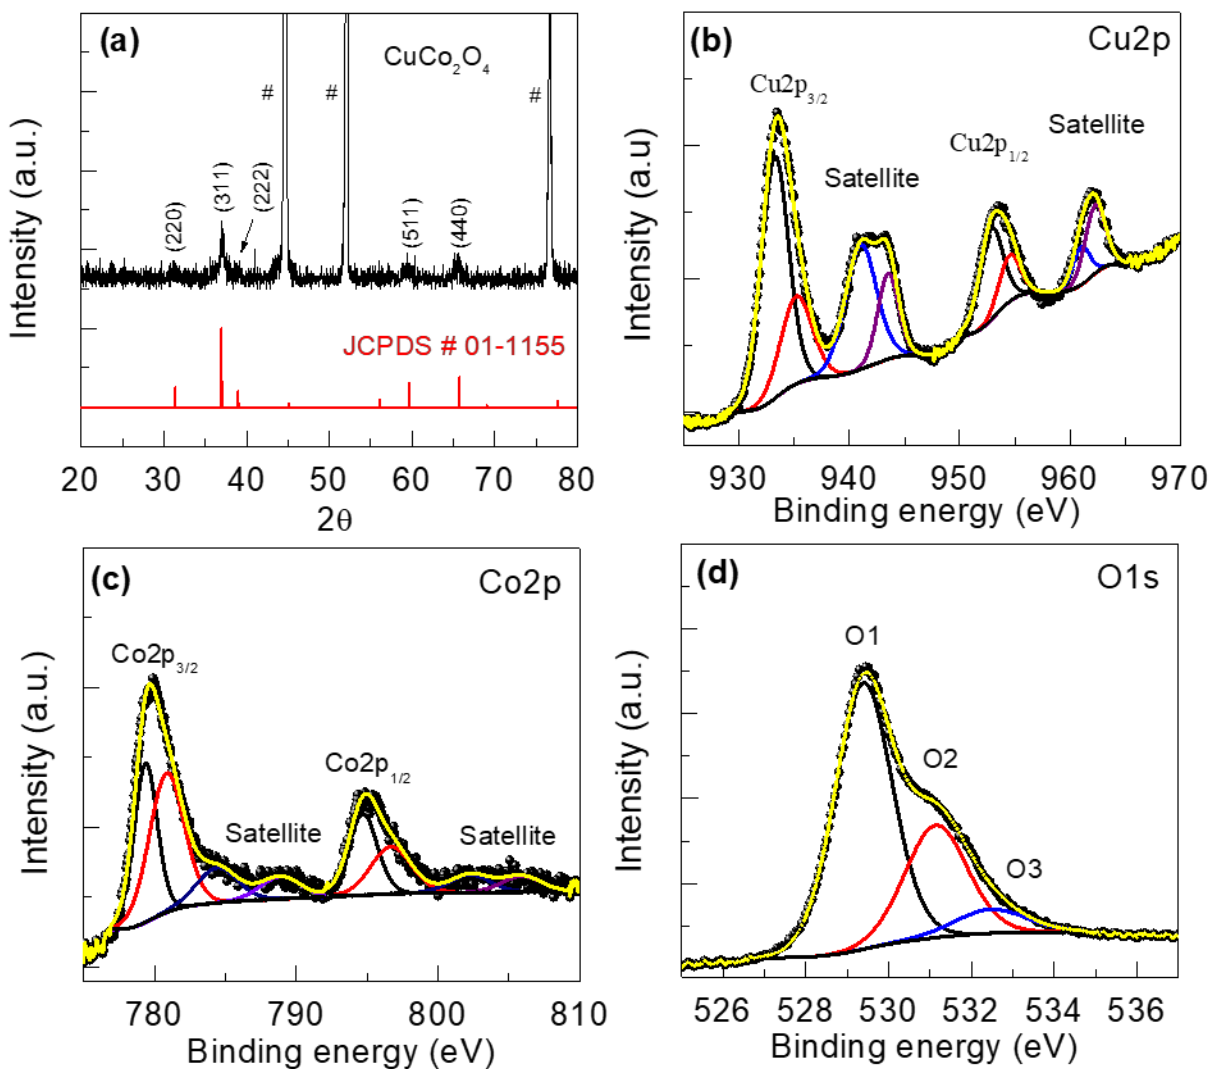 (a)
CuCo₂O₄
# # #
(220) (311) (222) (511) (440)
JCPDS # 01-1155
Intensity (a.u.)
20 30 40 50 60 70 80
2θ
(b)
Cu2p
Cu2p₃/₂
Satellite
Cu2p₁/₂
Satellite
Intensity (a.u)
930 940 950 960 970
Binding energy (eV)
(c)
Co2p
Co2p₃/₂
Satellite
Co2p₁/₂
Satellite
Intensity (a.u.)
780 790 800 810
Binding energy (eV)
(d)
O1s
O1
O2
O3
Intensity (a.u.)
526 528 530 532 534 536
Binding energy (eV)